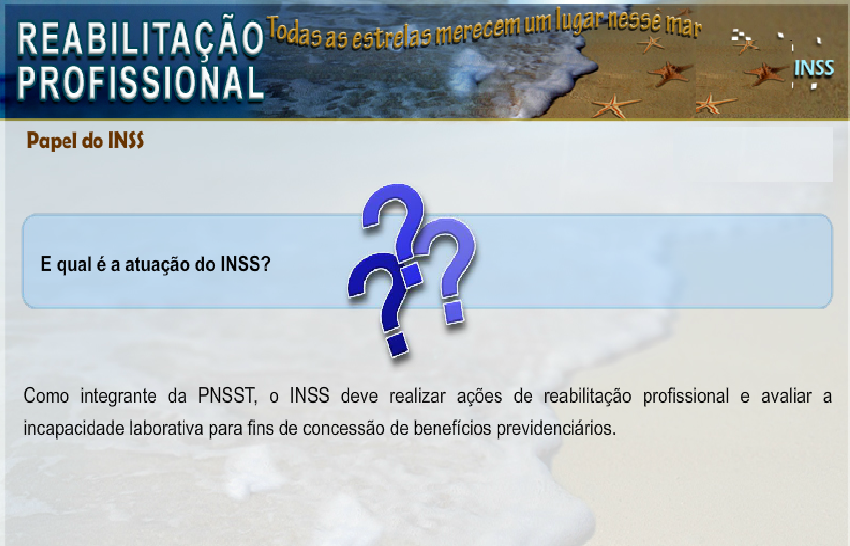 REABILITAÇÃO
PROFISSIONAL
Todas as estrelas merecem um lugar nesse mar
INSS
Papel do INSS
E qual é a atuação do INSS?
Como integrante da PNSST, o INSS deve realizar ações de reabilitação profissional e avaliar a
incapacidade laborativa para fins de concessão de benefícios previdenciários.